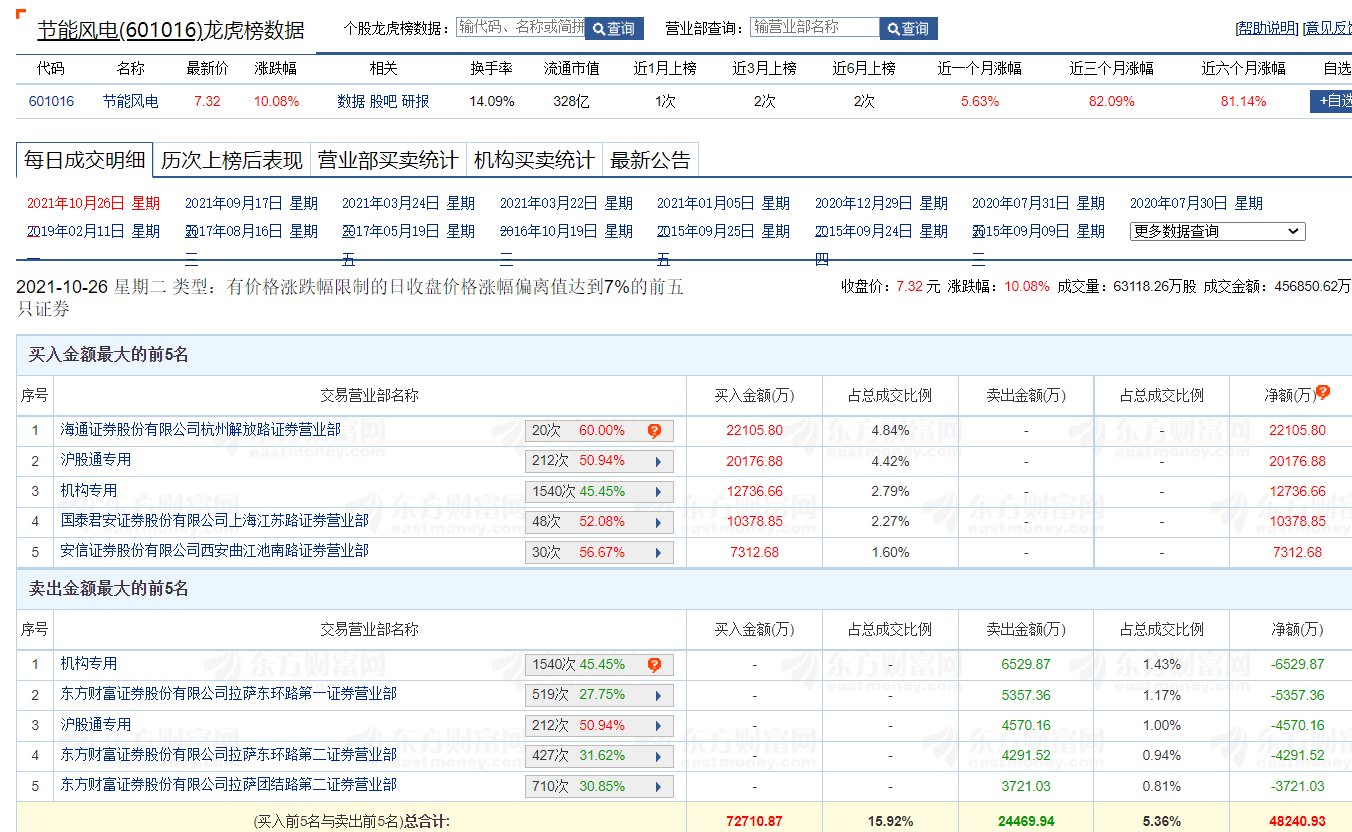 节能风电(601016)龙虎榜数据 个股龙虎榜数据： 输代码、名称或简拼 查询 营业部查询： 输营业部名称 查询 [帮助说明] [意见反馈
代码 名称 最新价 涨跌幅 相关 换手率 流通市值 近1月上榜 近3月上榜 近6月上榜 近一个月涨幅 近三个月涨幅 近六个月涨幅 自选
601016 节能风电 7.32 10.08% 数据 股吧 研报 14.09% 328亿 1次 2次 2次 5.63% 82.09% 81.14% +自选
每日成交明细 历次上榜后表现 营业部买卖统计 机构买卖统计 最新公告
2021年10月26日 星期 2021年09月17日 星期 2021年03月24日 星期 2021年03月22日 星期 2021年01月05日 星期 2020年12月29日 星期 2020年07月31日 星期 2020年07月30日 星期
2019年02月11日 星期 2017年08月16日 星期 2017年05月19日 星期 2016年10月19日 星期 2015年09月25日 星期 2015年09月24日 星期 2015年09月09日 星期 更多数据查询
一 三 五 三 五 四 三
2021-10-26 星期二 类型：有价格涨跌幅限制的日收盘价格涨幅偏离值达到7%的前五
只证券
收盘价：7.32 元 涨跌幅：10.08% 成交量：63118.26万股 成交金额：456850.62万
买入金额最大的前5名
序号 交易营业部名称 买入金额(万) 占总成交比例 卖出金额(万) 占总成交比例 净额(万)
1 海通证券股份有限公司杭州解放路证券营业部 20次 60.00% 22105.80 4.84% - - 22105.80
2 沪股通专用 212次 50.94% 20176.88 4.42% - - 20176.88
3 机构专用 1540次 45.45% 12736.66 2.79% - - 12736.66
4 国泰君安证券股份有限公司上海江苏路证券营业部 48次 52.08% 10378.85 2.27% - - 10378.85
5 安信证券股份有限公司西安曲江池南路证券营业部 30次 56.67% 7312.68 1.60% - - 7312.68
卖出金额最大的前5名
序号 交易营业部名称 买入金额(万) 占总成交比例 卖出金额(万) 占总成交比例 净额(万)
1 机构专用 1540次 45.45% - - 6529.87 1.43% -6529.87
2 东方财富证券股份有限公司拉萨东环路第一证券营业部 519次 27.75% - - 5357.36 1.17% -5357.36
3 沪股通专用 212次 50.94% - - 4570.16 1.00% -4570.16
4 东方财富证券股份有限公司拉萨东环路第二证券营业部 427次 31.62% - - 4291.52 0.94% -4291.52
5 东方财富证券股份有限公司拉萨团结路第二证券营业部 710次 30.85% - - 3721.03 0.81% -3721.03
(买入前5名与卖出前5名)总合计: 72710.87 15.92% 24469.94 5.36% 48240.93